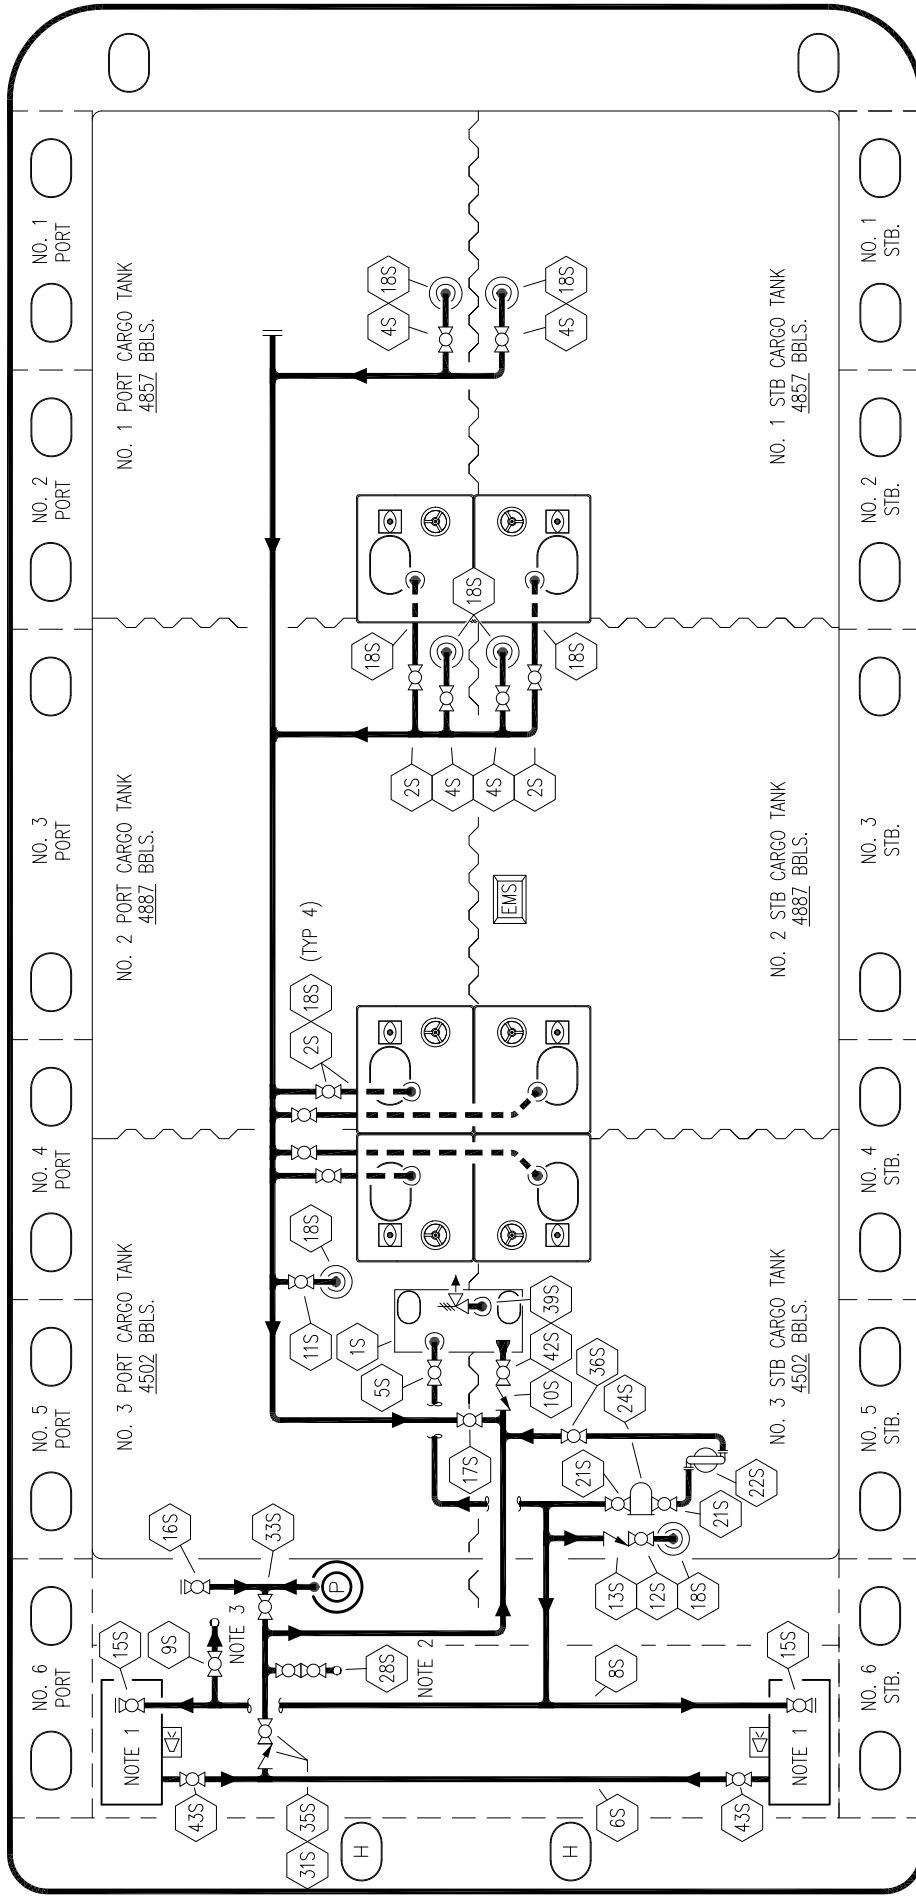 NO. 1
PORT
NO. 2
PORT
NO. 3
PORT
NO. 4
PORT
NO. 5
PORT
NO. 6
PORT
NO. 1 PORT CARGO TANK
4857 BBLS.
NO. 2 PORT CARGO TANK
4887 BBLS.
NO. 3 PORT CARGO TANK
4502 BBLS.
18S
4S
18S
4S
18S
18S
18S
2S
4S
4S
2S
EMS
(TYP 4)
18S
2S
18S
11S
1S
5S
39S
42S
10S
36S
24S
17S
21S
21S
22S
16S
33S
P
13S
12S
18S
15S
9S
NOTE 3
28S
NOTE 2
8S
15S
NOTE 1
NOTE 1
43S
35S
31S
6S
43S
H
H
NO. 1 STB CARGO TANK
4857 BBLS.
NO. 2 STB CARGO TANK
4887 BBLS.
NO. 3 STB CARGO TANK
4502 BBLS.
NO. 1
STB.
NO. 2
STB.
NO. 3
STB.
NO. 4
STB.
NO. 5
STB.
NO. 6
STB.